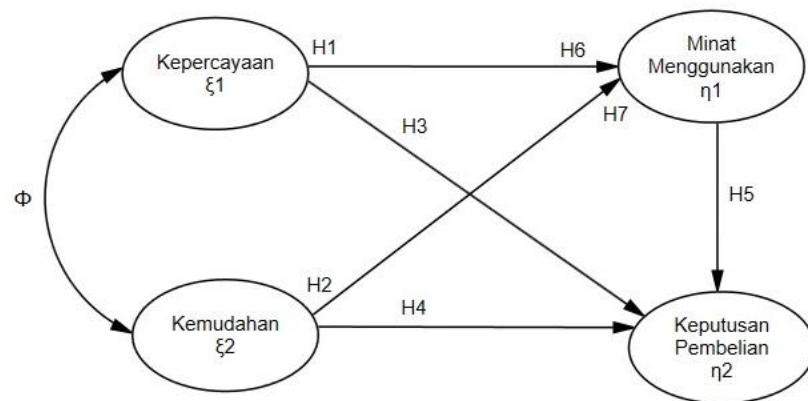 Kepercayaan
ξ1
H1
H6
Minat
Menggunakan
η1
H3
H7
Φ
H5
H2
H4
Kemudahan
ξ2
Keputusan
Pembelian
η2